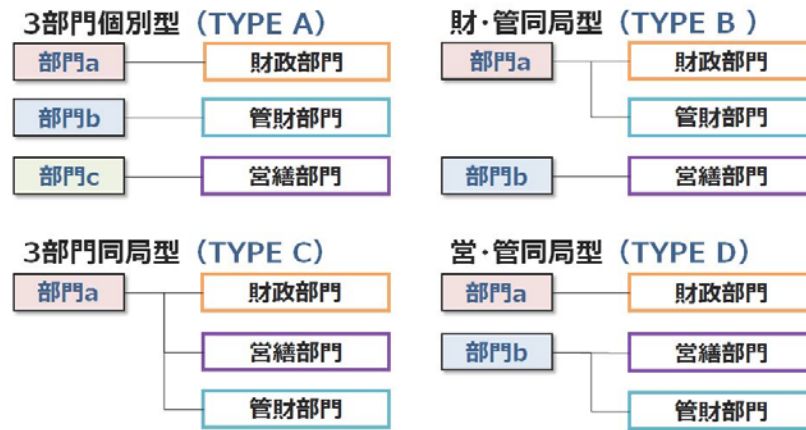 3部門個別型（TYPE A）
部門a
財政部門
部門b
管財部門
部門c
営繕部門
財・管同局型（TYPE B ）
部門a
財政部門
管財部門
部門b
営繕部門
3部門同局型（TYPE C）
部門a
財政部門
営繕部門
管財部門
営・管同局型（TYPE D）
部門a
財政部門
部門b
営繕部門
管財部門